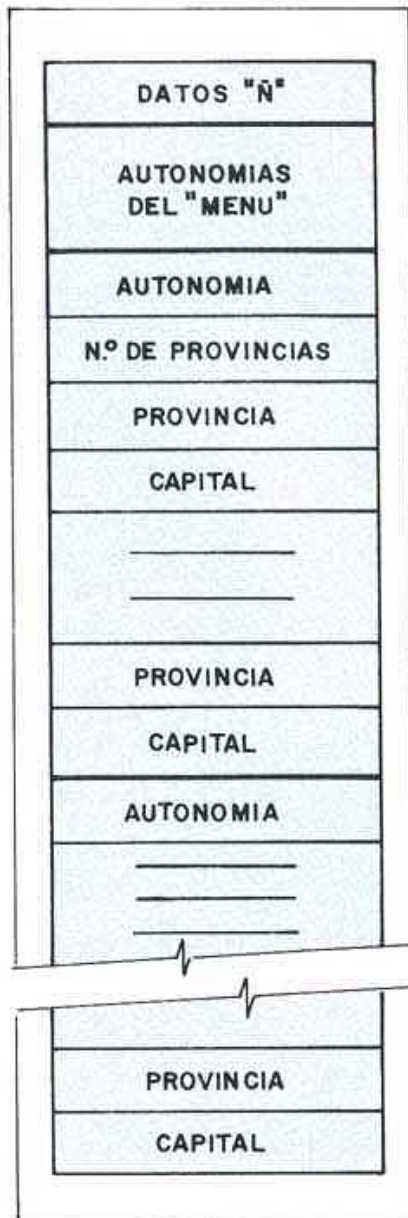 DATOS "Ñ"
AUTONOMIAS
DEL "MENU"
AUTONOMIA
N.º DE PROVINCIAS
PROVINCIA
CAPITAL
PROVINCIA
CAPITAL
AUTONOMIA
PROVINCIA
CAPITAL